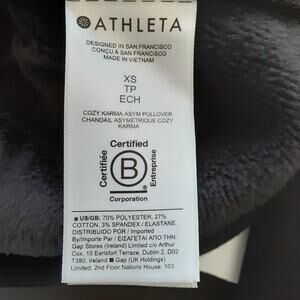 ATHLETA
DESIGNED IN SAN FRANCISCO
CONÇU À SAN FRANCISCO
MADE IN VIETNAM
XS
TP
ECH
COZY KARMA ASYM PULLOVER
CHANDAIL ASYMÉTRIQUE COZY
KARMA
Certified
Certifiée
B
Entreprise
Corporation
■ US/GB: 70% POLYESTER, 27%
COTTON, 3% SPANDEX / ELASTANE
DISTRIBUIDO POR / Imported
By/Importe Par / ΕΙΣΑΓΕΤΑΙ ΑΠΟ ΤΗΝ:
Gap Stores (Ireland) Limited c/o Arthur
Cox, 10 Earlsfort Terrace, Dublin 2, D02
T380, Ireland ■ Gap (UK Holdings)
Limited, 2nd Floor Nations House, 103